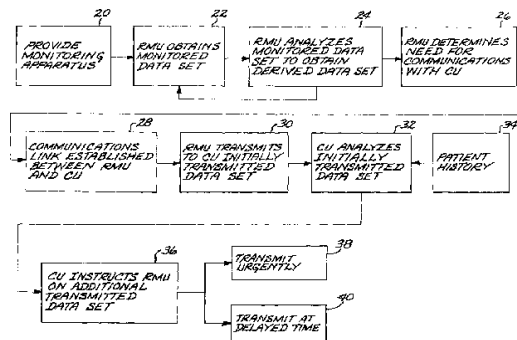 20
22
24
26
PROVIDE
MONITORING
APPARATUS
RMU OBTAINS
MONITORED
DATA SET
RMU ANALYZES
MONITORED DATA
SET TO OBTAIN
DERIVED DATA SET
RMU DETERMINES
NEED FOR
COMMUNICATIONS
WITH CU
28
30
32
34
COMMUNICATIONS
LINK ESTABLISHED
BETWEEN RMU
AND CU
RMU TRANSMITS
TO CU INITIALLY
TRANSMITTED
DATA SET
CU ANALYZES
INITIALLY
TRANSMITTED
DATA SET
PATIENT
HISTORY
36
38
CU INSTRUCTS RMU
ON ADDITIONAL
TRANSMITTED
DATA SET
TRANSMIT
URGENTLY
40
TRANSMIT AT
DELAYED TIME